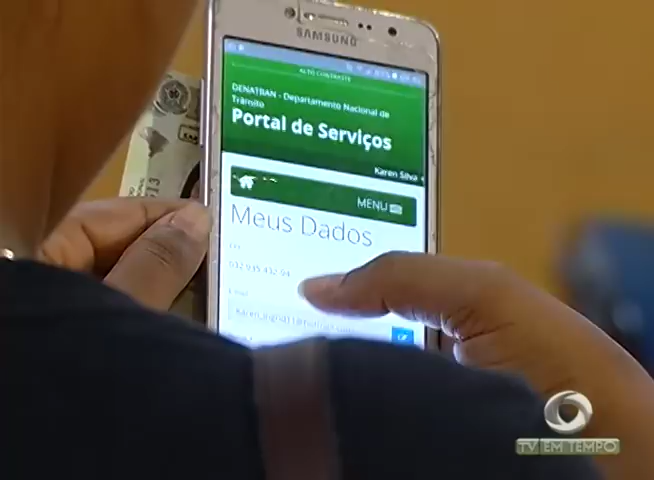 SAMSUNG
ALTO CONTRASTE
DENATRAN - Departamento Nacional de
Trânsito
Portal de Serviços
Karen Silva
MENU
Meus Dados
TV EM TEMPO